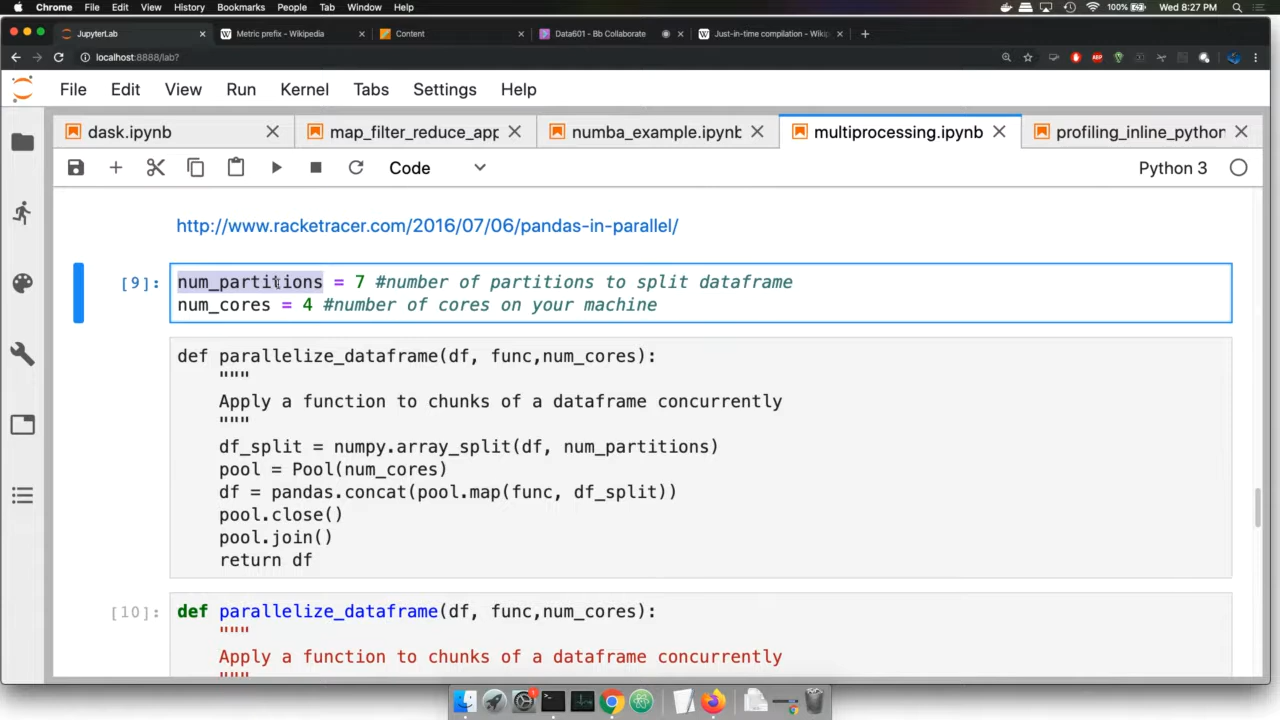 Chrome File Edit View History Bookmarks People Tab Window Help 100% Wed 8:27 PM
JupyterLab Metric prefix - Wikipedia Content Data601 - Bb Collaborate Just-in-time compilation - Wiki
localhost:8888/lab?
File Edit View Run Kernel Tabs Settings Help
dask.ipynb map_filter_reduce_app numba_example.ipynb multiprocessing.ipynb profiling_inline_python
Code Python 3
http://www.racketracer.com/2016/07/06/pandas-in-parallel/
[9]: num_partitions = 7 #number of partitions to split dataframe
num_cores = 4 #number of cores on your machine
def parallelize_dataframe(df, func,num_cores):
"""
Apply a function to chunks of a dataframe concurrently
"""
df_split = numpy.array_split(df, num_partitions)
pool = Pool(num_cores)
df = pandas.concat(pool.map(func, df_split))
pool.close()
pool.join()
return df
[10]: def parallelize_dataframe(df, func,num_cores):
"""
Apply a function to chunks of a dataframe concurrently
"""